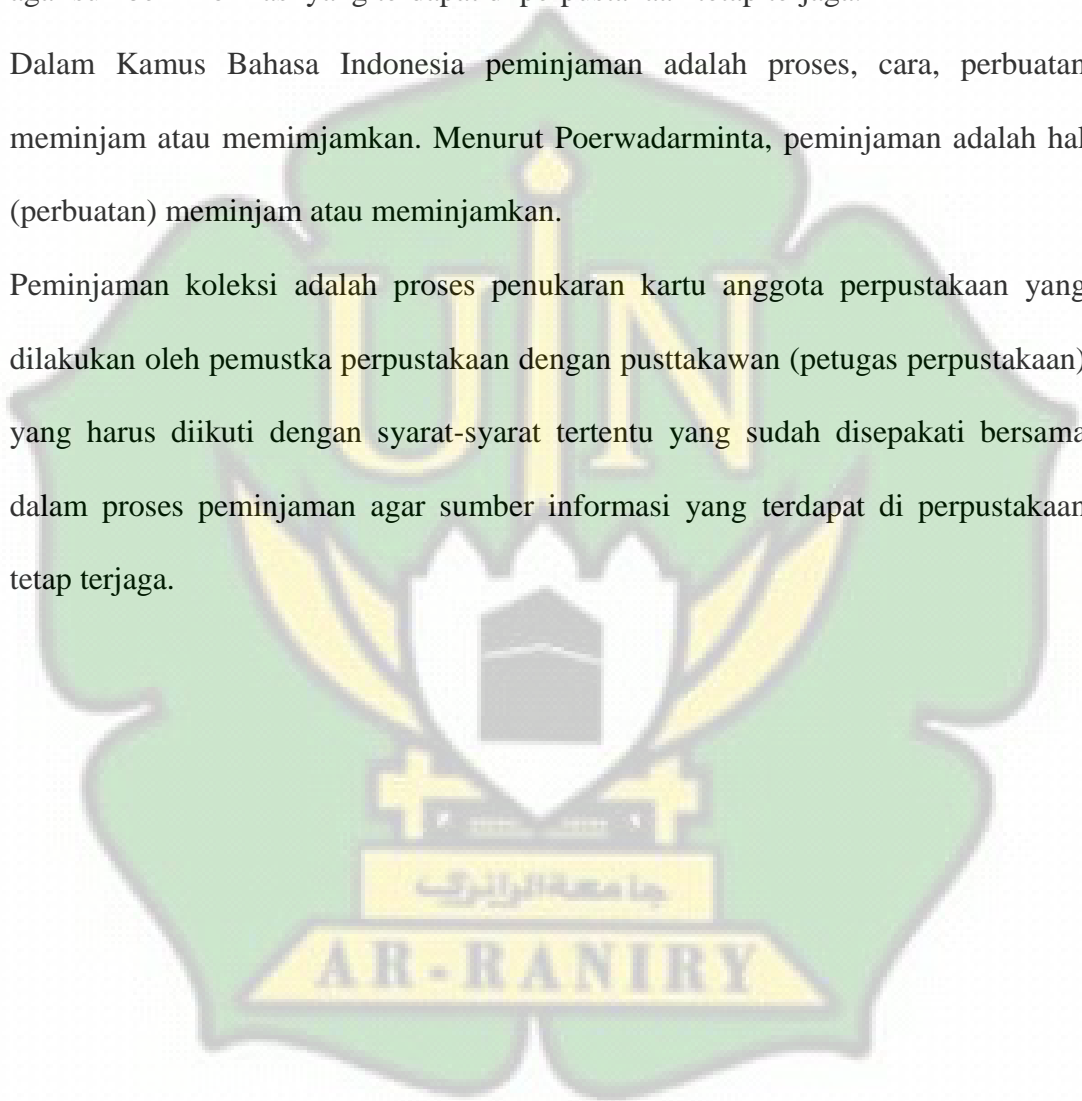 Dalam Kamus Bahasa Indonesia peminjaman adalah proses, cara, perbuatan
meminjam atau memimjamkan. Menurut Poerwadarminta, peminjaman adalah hal
(perbuatan) meminjam atau meminjamkan.
Peminjaman koleksi adalah proses penukaran kartu anggota perpustakaan yang
dilakukan oleh pemustka perpustakaan dengan pusttakawan (petugas perpustakaan)
yang harus diikuti dengan syarat-syarat tertentu yang sudah disepakati bersama
dalam proses peminjaman agar sumber informasi yang terdapat di perpustakaan
tetap terjaga.
UIN
جامعة الرانري
AR-RANIRY